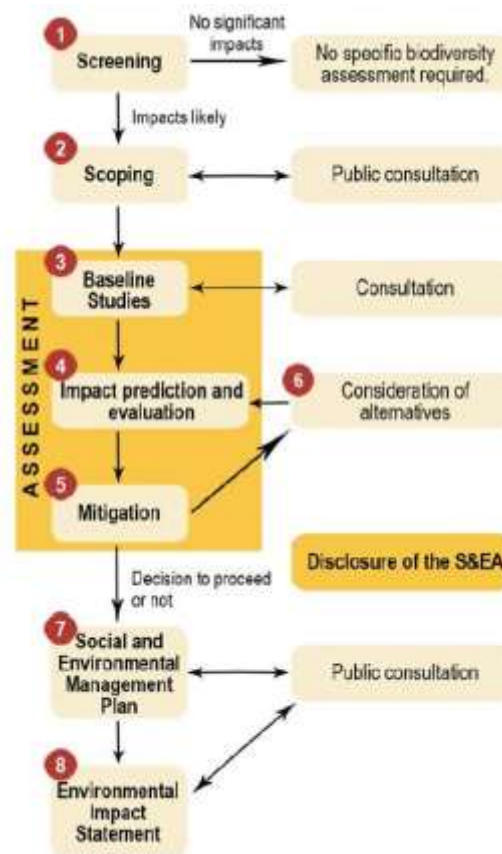 No significant
impacts
1
Screening
No specific biodiversity
assessment required.
Impacts likely
2
Scoping
Public consultation
ASSESSMENT
3
Baseline
Studies
Consultation
4
Impact prediction and
evaluation
6
Consideration of
alternatives
5
Mitigation
Disclosure of the S&EA
Decision to proceed
or not
7
Social and
Environmental
Management
Plan
Public consultation
8
Environmental
Impact
Statement